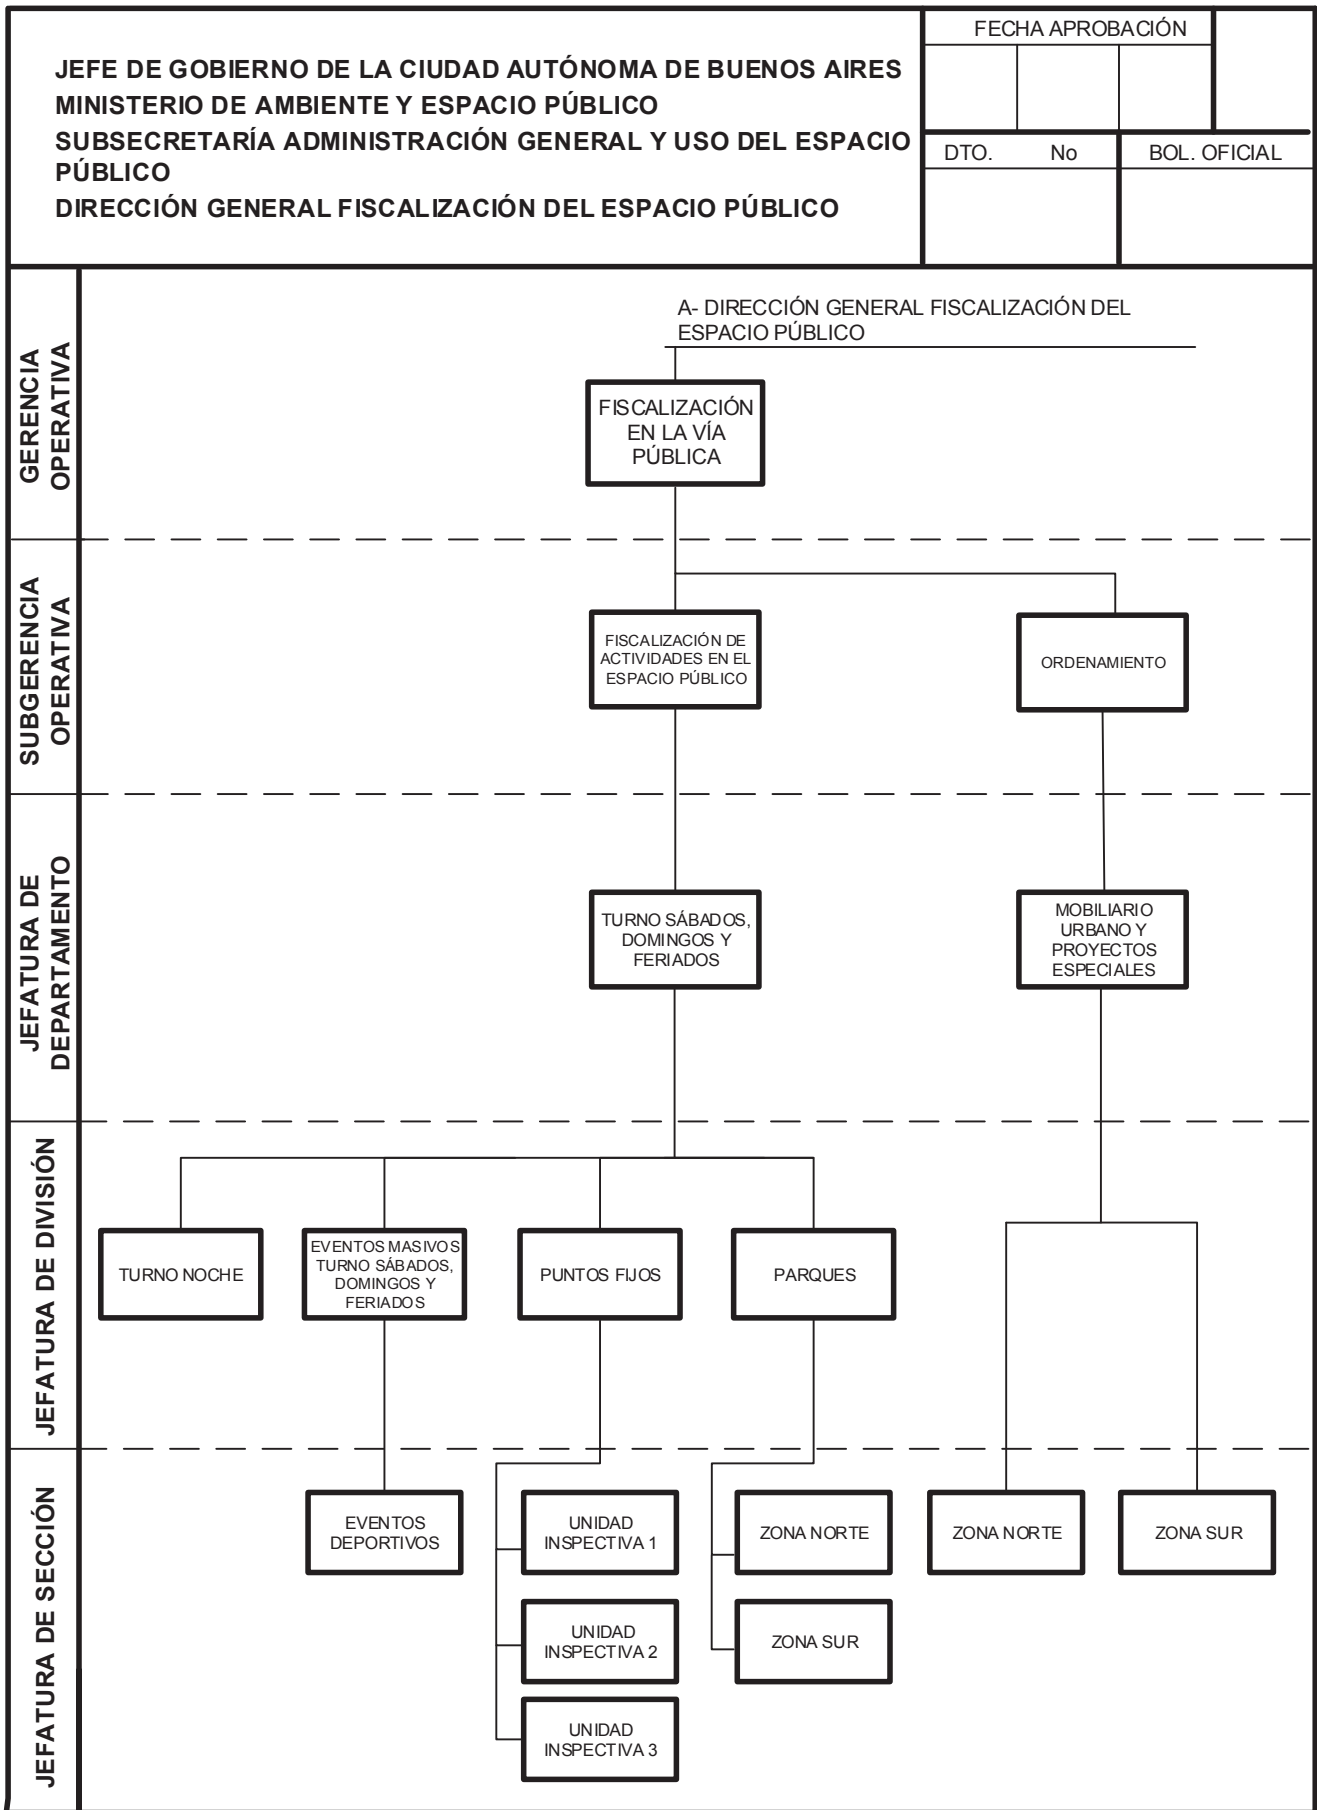 JEFE DE GOBIERNO DE LA CIUDAD AUTÓNOMA DE BUENOS AIRES
MINISTERIO DE AMBIENTE Y ESPACIO PÚBLICO
SUBSECRETARÍA ADMINISTRACIÓN GENERAL Y USO DEL ESPACIO
PÚBLICO
DIRECCIÓN GENERAL FISCALIZACIÓN DEL ESPACIO PÚBLICO
FECHA APROBACIÓN
DTO. No
BOL. OFICIAL
GERENCIA
OPERATIVA
A- DIRECCIÓN GENERAL FISCALIZACIÓN DEL
ESPACIO PÚBLICO
FISCALIZACIÓN
EN LA VÍA
PÚBLICA
SUBGERENCIA
OPERATIVA
FISCALIZACIÓN DE
ACTIVIDADES EN EL
ESPACIO PÚBLICO
ORDENAMIENTO
JEFATURA DE
DEPARTAMENTO
TURNO SÁBADOS,
DOMINGOS Y
FERIADOS
MOBILIARIO
URBANO Y
PROYECTOS
ESPECIALES
JEFATURA DE DIVISIÓN
TURNO NOCHE
EVENTOS MASIVOS
TURNO SÁBADOS,
DOMINGOS Y
FERIADOS
PUNTOS FIJOS
PARQUES
JEFATURA DE SECCIÓN
EVENTOS
DEPORTIVOS
UNIDAD
INSPECTIVA 1
ZONA NORTE
ZONA NORTE
ZONA SUR
UNIDAD
INSPECTIVA 2
ZONA SUR
UNIDAD
INSPECTIVA 3